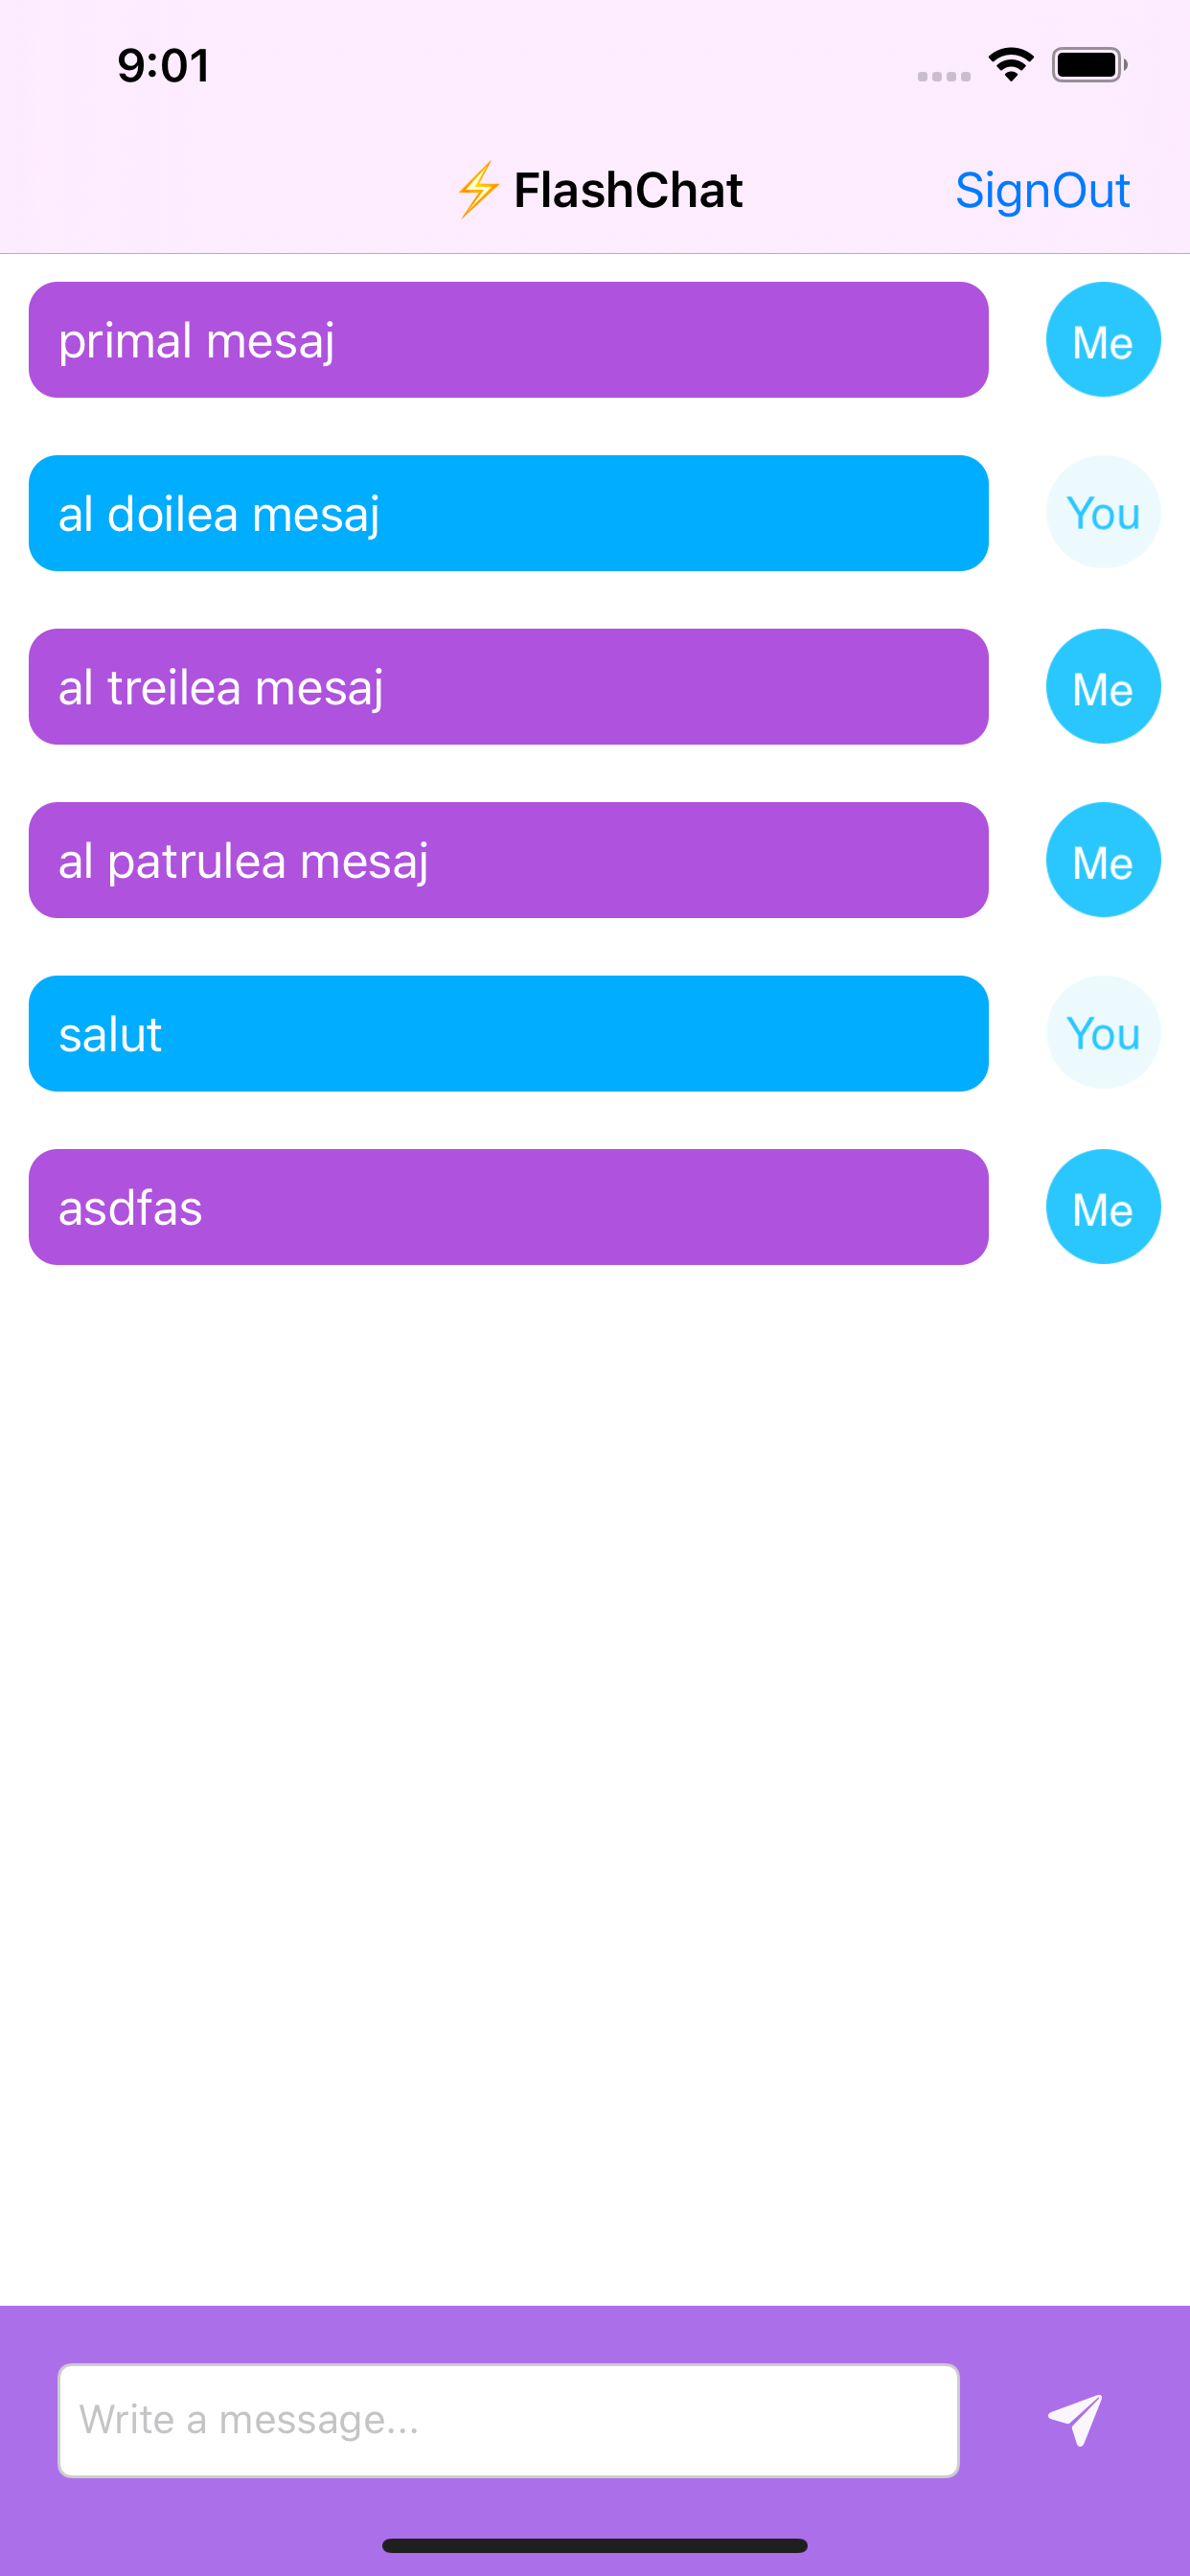 9:01
⚡️FlashChat SignOut
primal mesaj Me
al doilea mesaj You
al treilea mesaj Me
al patrulea mesaj Me
salut You
asdfas Me
Write a message...